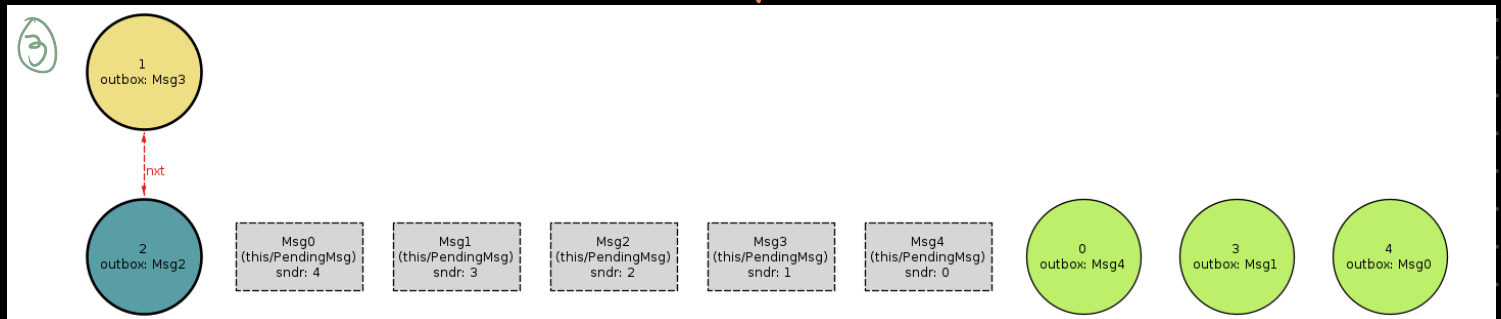 3
1
outbox: Msg3
nxt
2
outbox: Msg2
Msg0
(this/PendingMsg)
sndr: 4
Msg1
(this/PendingMsg)
sndr: 3
Msg2
(this/PendingMsg)
sndr: 2
Msg3
(this/PendingMsg)
sndr: 1
Msg4
(this/PendingMsg)
sndr: 0
0
outbox: Msg4
3
outbox: Msg1
4
outbox: Msg0